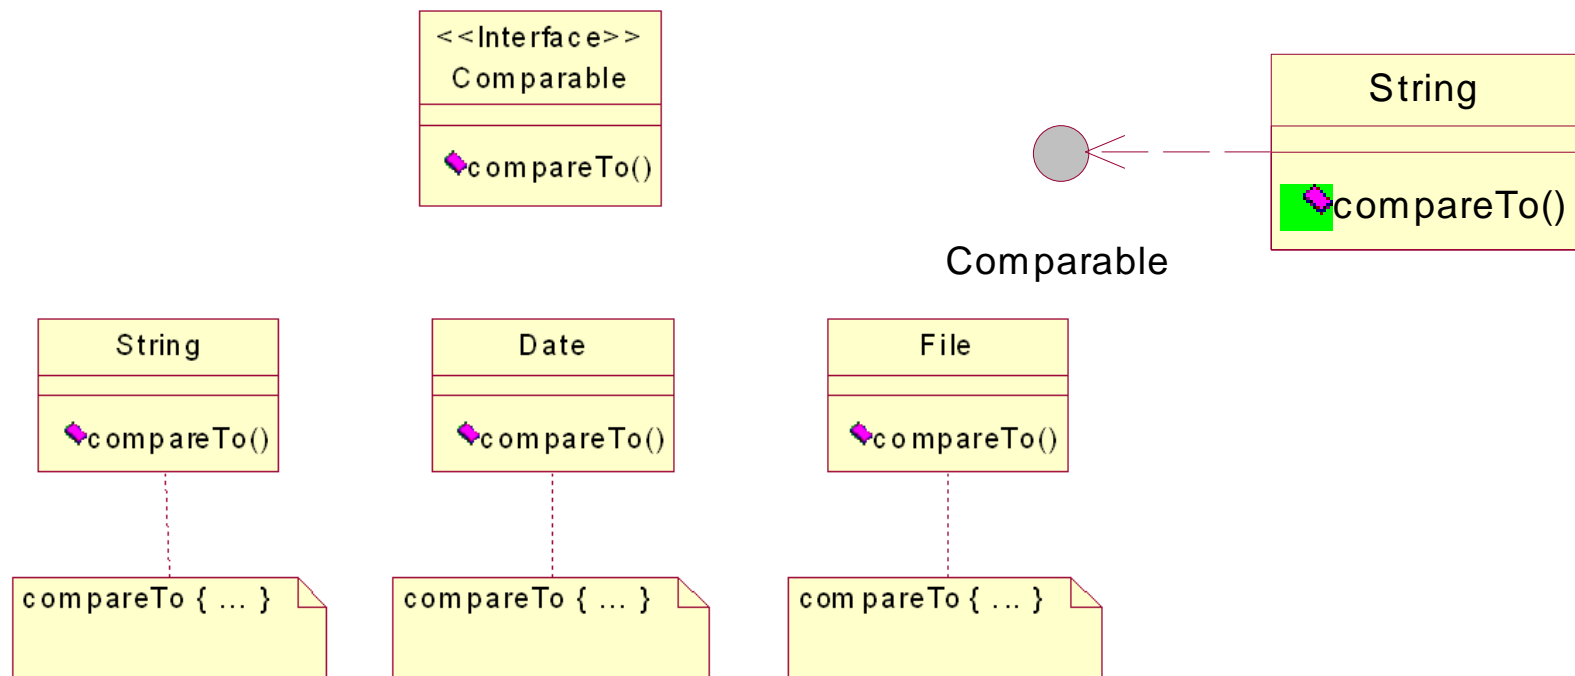 <<Interface>>
Comparable
compareTo()
String
compareTo()
Comparable
String
compareTo()
Date
compareTo()
File
compareTo()
compareTo { ... }
compareTo { ... }
compareTo { ... }